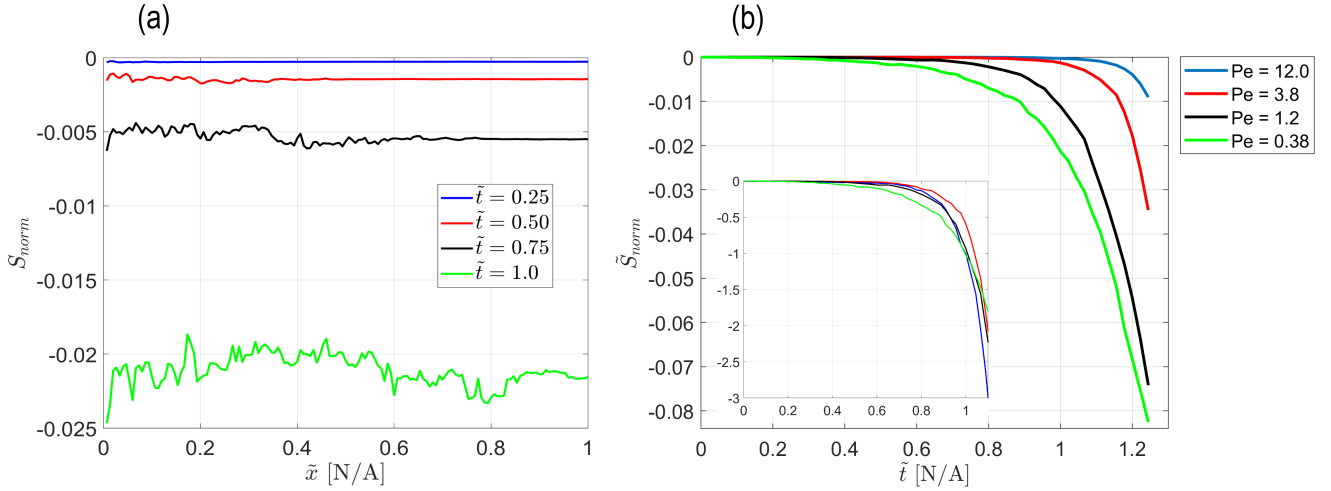 (a)
0
-0.005
-0.01
-0.015
-0.02
-0.025
S_norm
0
0.2
0.4
0.6
0.8
1
x̃ [N/A]
t̃ = 0.25
t̃ = 0.50
t̃ = 0.75
t̃ = 1.0
(b)
0
-0.01
-0.02
-0.03
-0.04
-0.05
-0.06
-0.07
-0.08
S̃_norm
0
0.2
0.4
0.6
0.8
1
1.2
t̃ [N/A]
0
-0.5
-1
-1.5
-2
-2.5
-3
0
0.2
0.4
0.6
0.8
1
Pe = 12.0
Pe = 3.8
Pe = 1.2
Pe = 0.38